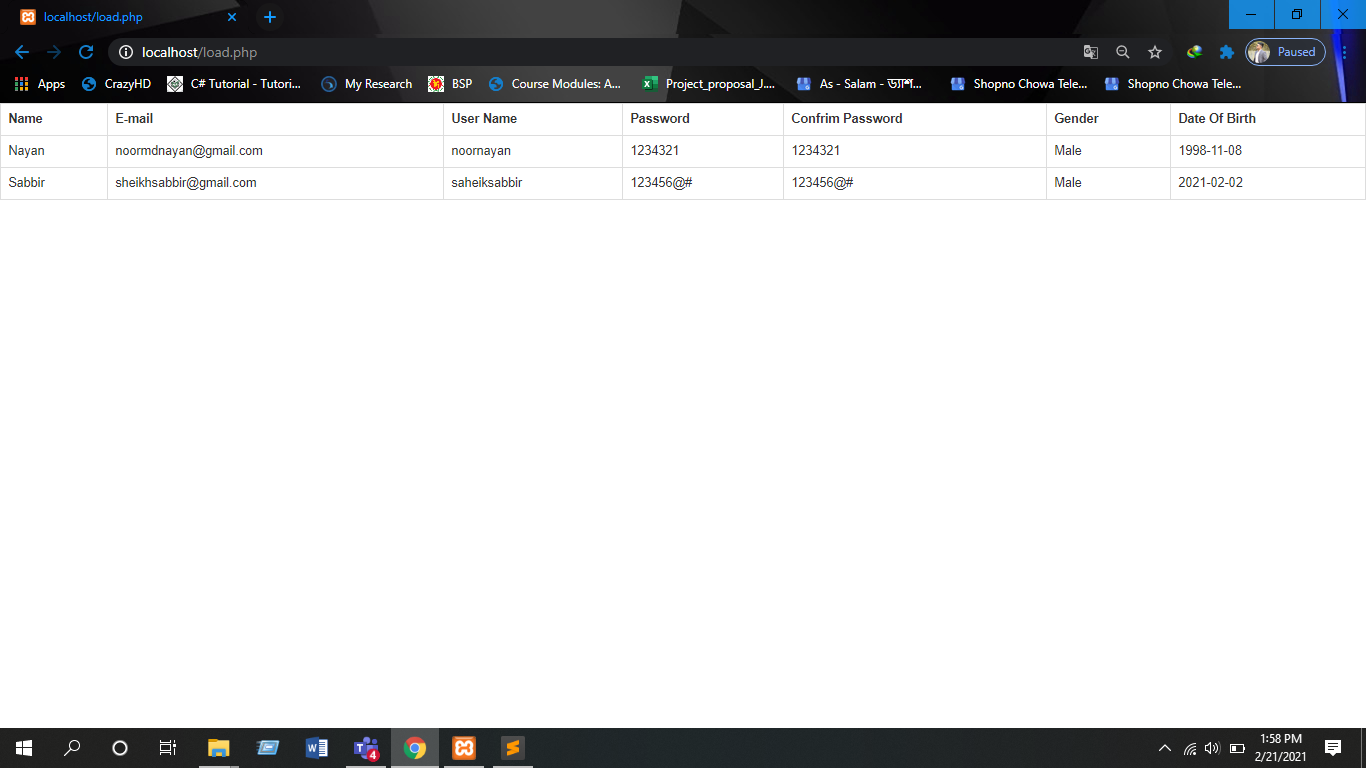 localhost/load.php
localhost/load.php
Paused
Apps CrazyHD C# Tutorial - Tutori... My Research BSP Course Modules: A... Project_proposal_J.... As - Salam - ড্যাশ... Shopno Chowa Tele... Shopno Chowa Tele...
Name E-mail User Name Password Confrim Password Gender Date Of Birth
Nayan noormdnayan@gmail.com noornayan 1234321 1234321 Male 1998-11-08
Sabbir sheikhsabbir@gmail.com saheiksabbir 123456@# 123456@# Male 2021-02-02
4
1:58 PM
2/21/2021